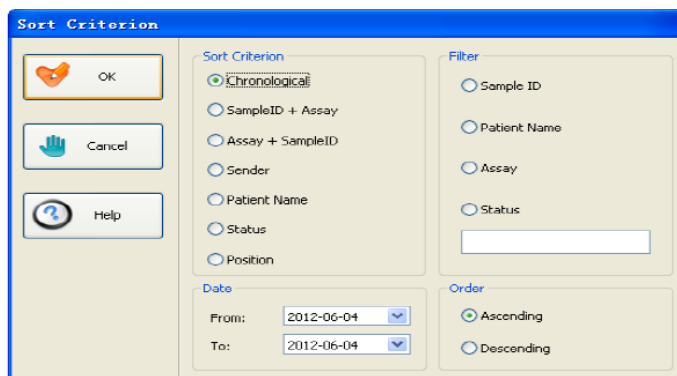 Sort Criterion
OK
Cancel
Help
Sort Criterion
Chronological
SampleID + Assay
Assay + SampleID
Sender
Patient Name
Status
Position
Filter
Sample ID
Patient Name
Assay
Status
Date
From: 2012-06-04
To: 2012-06-04
Order
Ascending
Descending